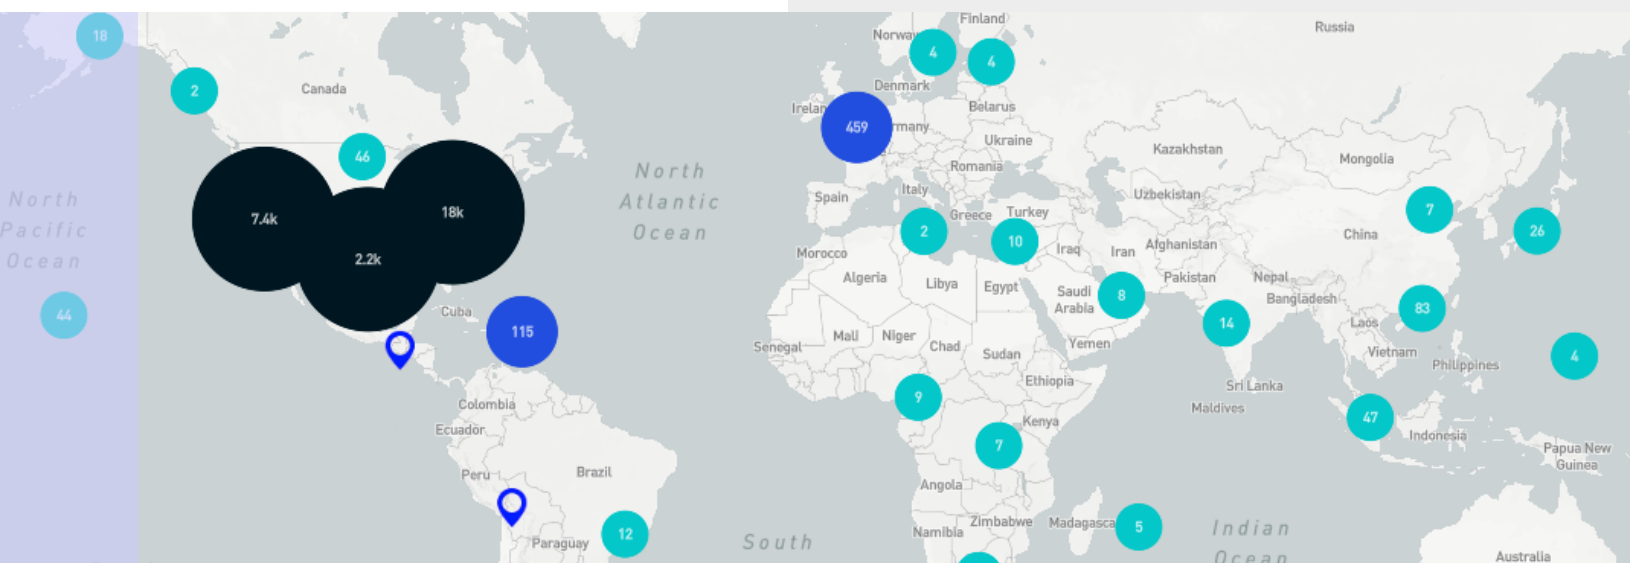 Finland
Russia
18
Norway
4
4
2
Canada
Denmark
Belarus
459
Ukraine
46
Kazakhstan
Mongolia
Romania
North
Atlantic
Ocean
Italy
Spain
Uzbekistan
North
Pacific
Ocean
7.4k
18k
Greece
Turkey
7
2
10
China
26
Morocco
Iraq
Iran
Afghanistan
2.2k
Algeria
Libya
Egypt
Pakistan
Nepal
Saudi
Arabia
8
Bangladesh
44
Cuba
115
83
14
Laos
Mali
Niger
Chad
Senegal
Sudan
Yemen
Vietnam
4
Philippines
Ethiopia
Sri Lanka
9
Colombia
Maldives
47
Ecuador
Kenya
Indonesia
7
Papua New
Guinea
Peru
Brazil
Angola
Zimbabwe
Madagasca
5
Indian
Ocean
Namibia
12
Paraguay
South
Australia